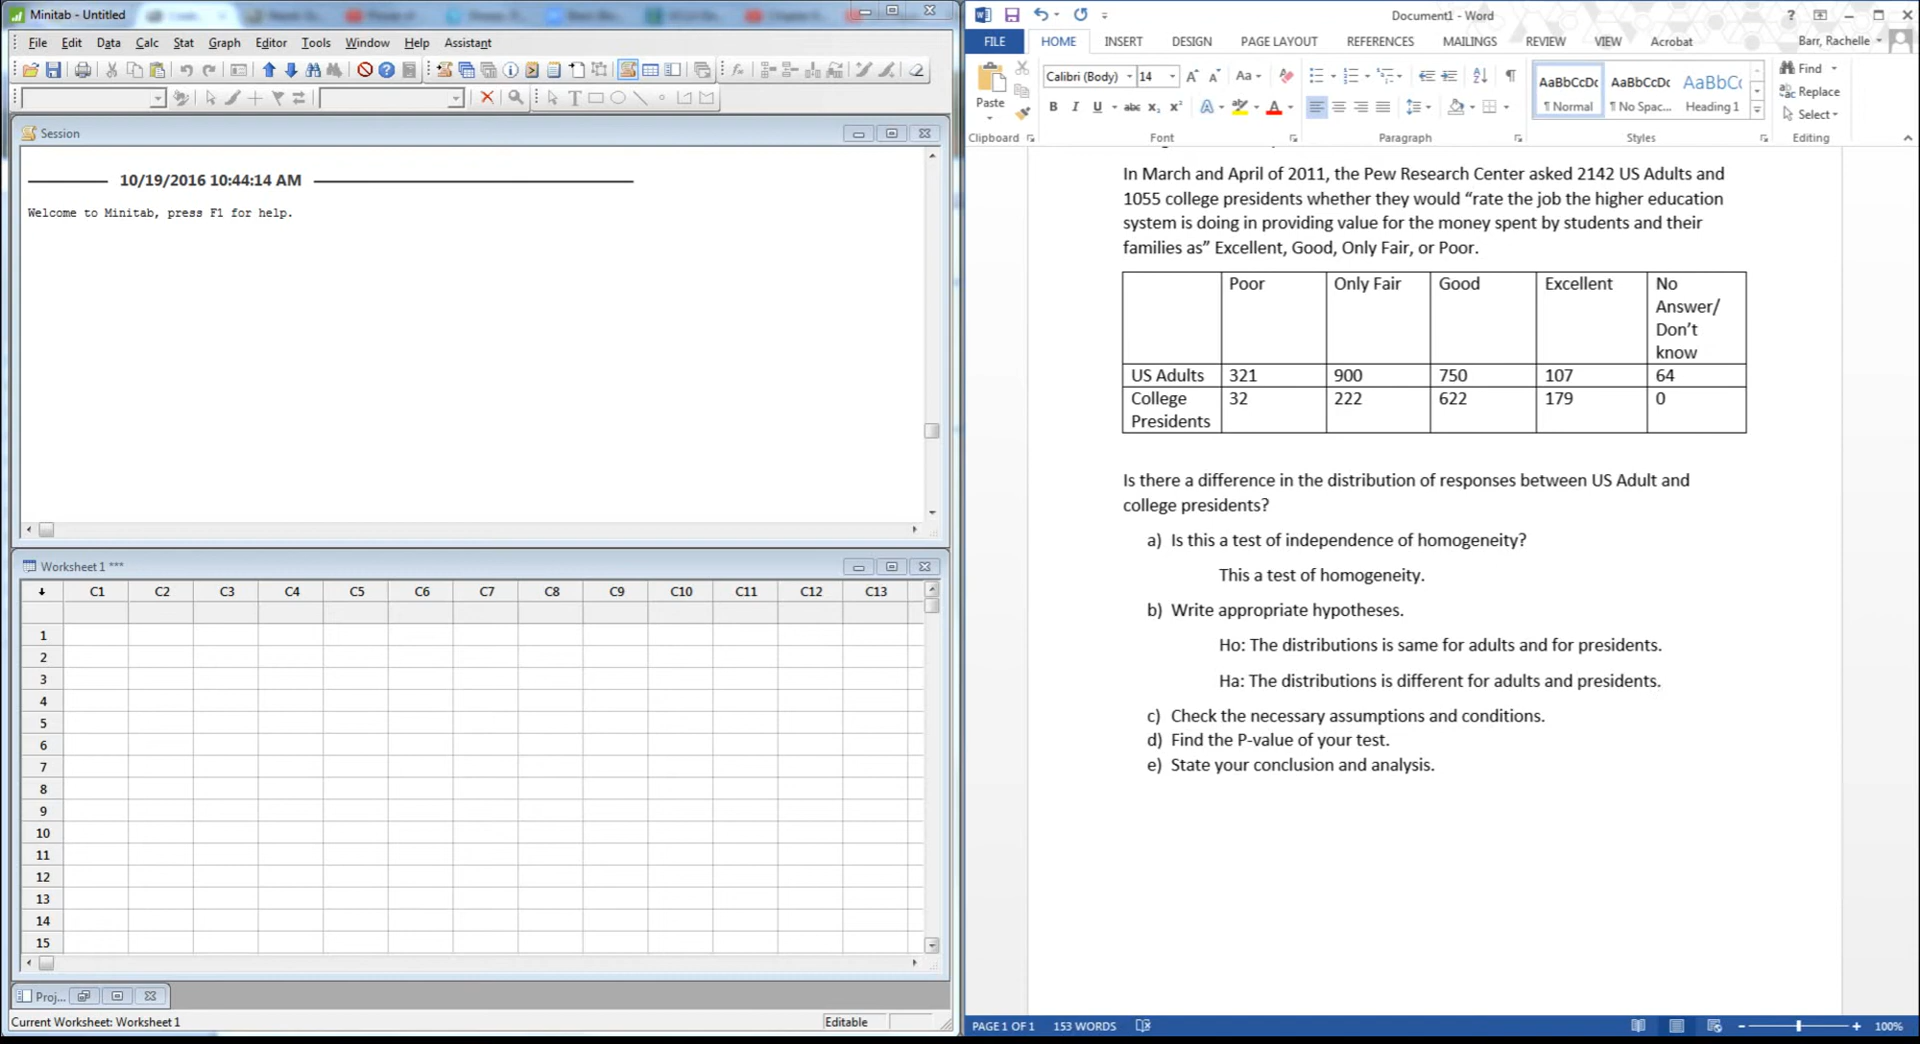 Minitab - Untitled
File Edit Data Calc Stat Graph Editor Tools Window Help Assistant
Session
10/19/2016 10:44:14 AM
Welcome to Minitab, press F1 for help.
Worksheet 1 ***
C1 C2 C3 C4 C5 C6 C7 C8 C9 C10 C11 C12 C13
1
2
3
4
5
6
7
8
9
10
11
12
13
14
15
Proj...
Current Worksheet: Worksheet 1
Editable
Document1 - Word
FILE HOME INSERT DESIGN PAGE LAYOUT REFERENCES MAILINGS REVIEW VIEW Acrobat Barr, Rachelle
Paste
Calibri (Body) 14
AaBbCcDc AaBbCcDc AaBbCc
¶ Normal ¶ No Spac... Heading 1
Find
Replace
Select
Clipboard Font Paragraph Styles Editing
In March and April of 2011, the Pew Research Center asked 2142 US Adults and
1055 college presidents whether they would “rate the job the higher education
system is doing in providing value for the money spent by students and their
families as” Excellent, Good, Only Fair, or Poor.
Poor Only Fair Good Excellent No
Answer/
Don’t
know
US Adults 321 900 750 107 64
College 32 222 622 179 0
Presidents
Is there a difference in the distribution of responses between US Adult and
college presidents?
a) Is this a test of independence of homogeneity?
This a test of homogeneity.
b) Write appropriate hypotheses.
Ho: The distributions is same for adults and for presidents.
Ha: The distributions is different for adults and presidents.
c) Check the necessary assumptions and conditions.
d) Find the P-value of your test.
e) State your conclusion and analysis.
PAGE 1 OF 1 153 WORDS
100%